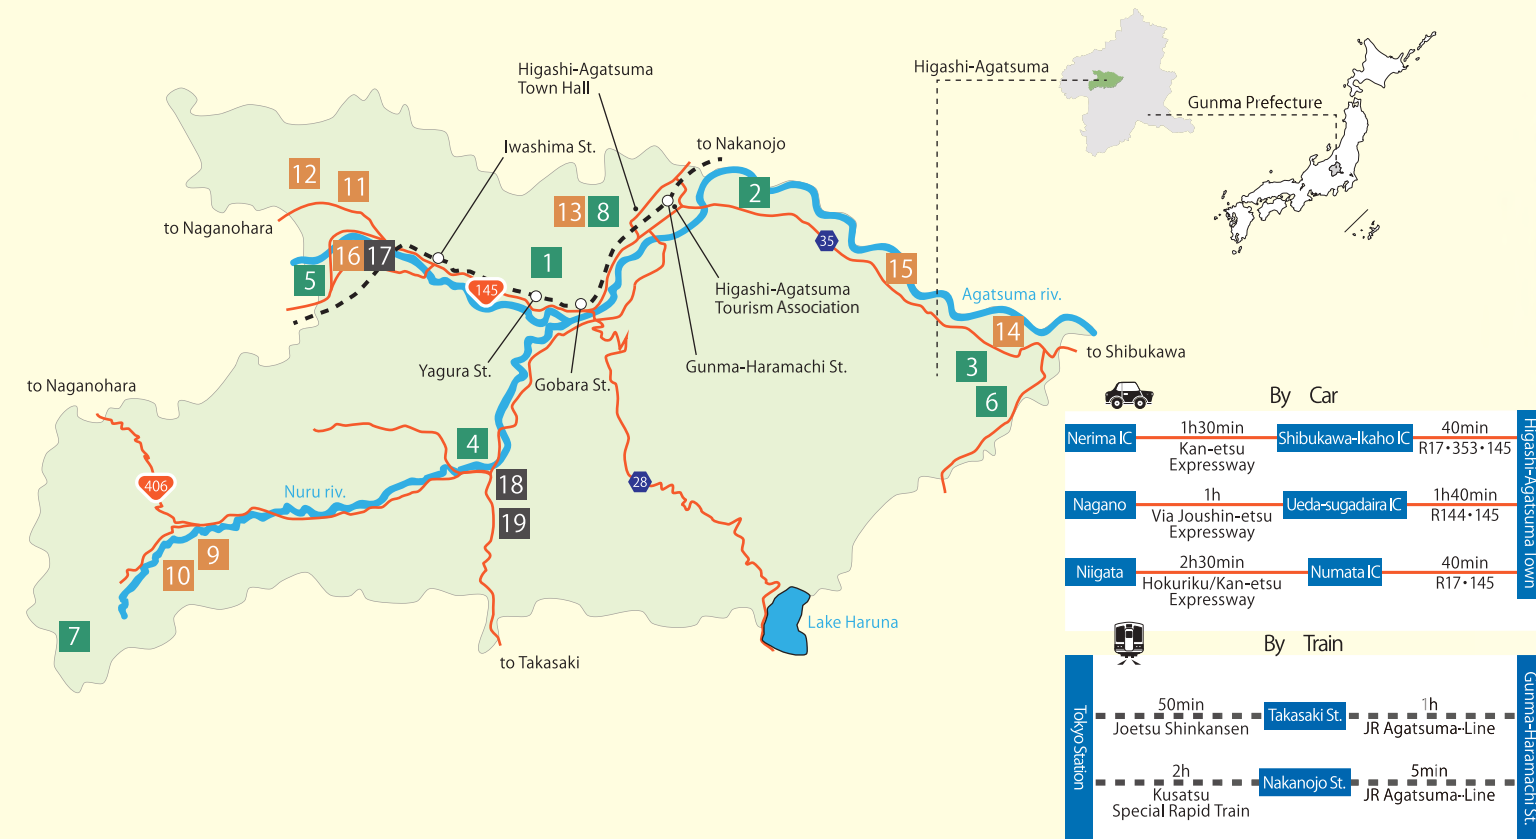 Higashi-Agatsuma
Town Hall
Higashi-Agatsuma
Gunma Prefecture
Iwashima St.
to Nakanojo
12
11
13
8
2
to Naganohara
16
17
5
1
35
15
145
Higashi-Agatsuma
Tourism Association
Agatsuma riv.
14
to Shibukawa
Yagura St.
Gobara St.
Gunma-Haramachi St.
3
6
to Naganohara
4
406
Nuru riv.
18
19
28
9
10
7
Lake Haruna
to Takasaki
By Car
Nerima IC
1h30min
Kan-etsu
Expressway
Shibukawa-Ikaho IC
40min
R17・353・145
Nagano
1h
Via Joushin-etsu
Expressway
Ueda-sugadaira IC
1h40min
R144・145
Niigata
2h30min
Hokuriku/Kan-etsu
Expressway
Numata IC
40min
R17・145
Higashi-Agatsuma Town
By Train
Tokyo Station
50min
Joetsu Shinkansen
Takasaki St.
1h
JR Agatsuma-Line
2h
Kusatsu
Special Rapid Train
Nakanojo St.
5min
JR Agatsuma-Line
Gunma-Haramachi St.